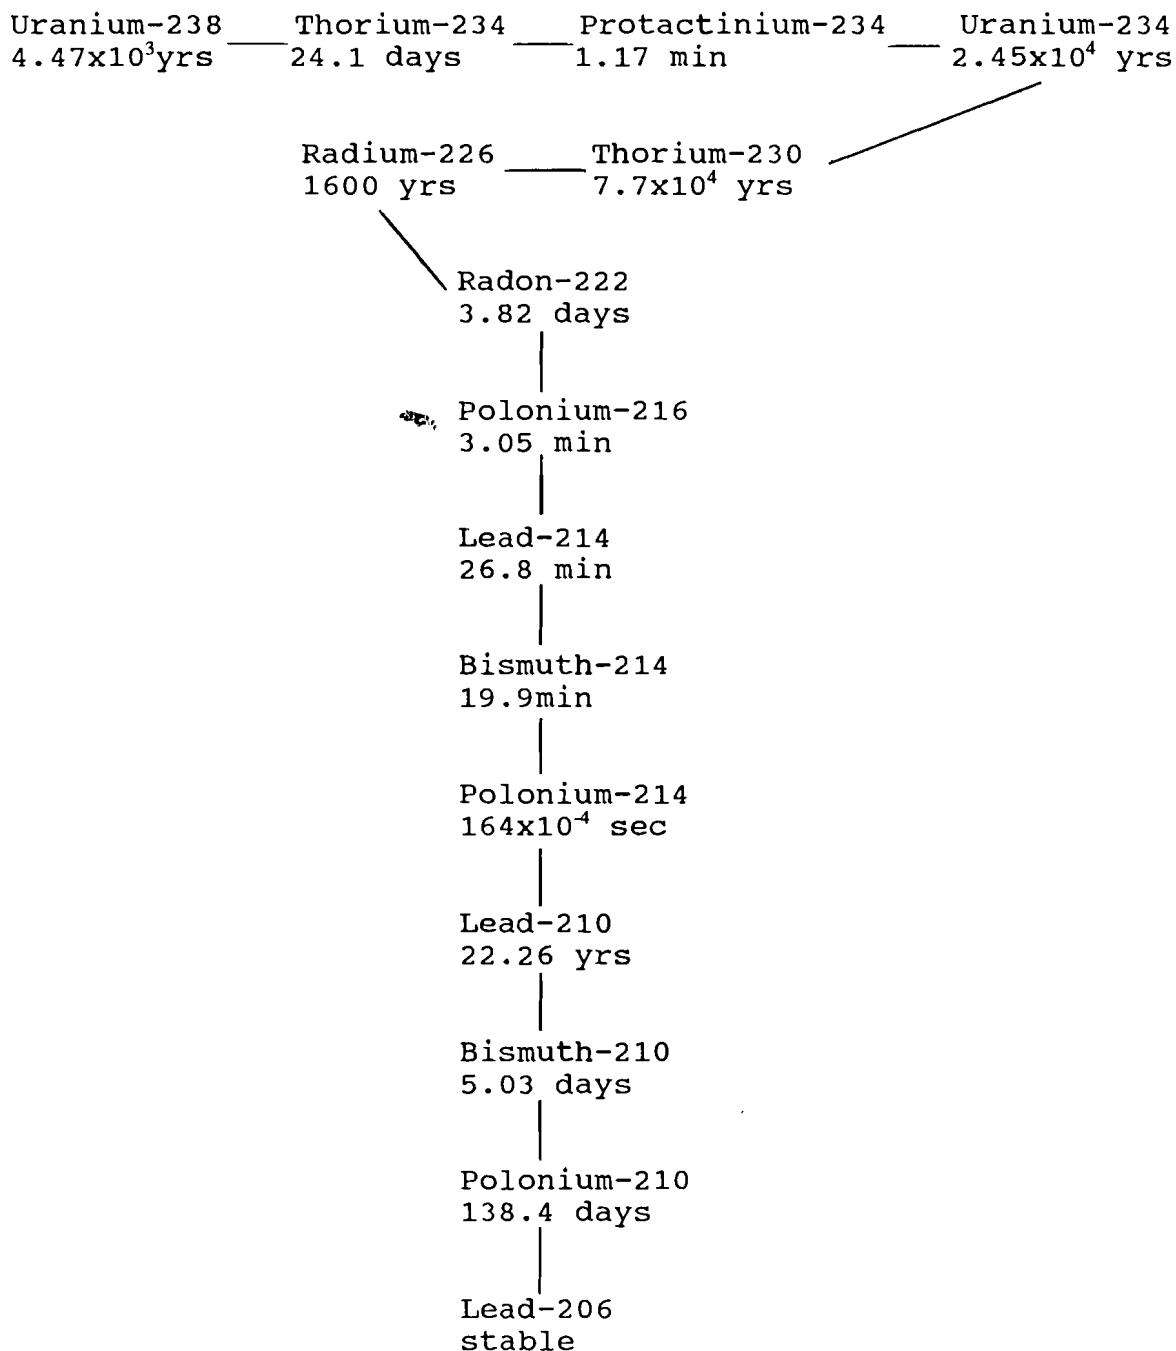 Uranium-238 Thorium-234 Protactinium-234 Uranium-234
4.47x10³yrs 24.1 days 1.17 min 2.45x10⁴ yrs
Radium-226 Thorium-230
1600 yrs 7.7x10⁴ yrs
Radon-222
3.82 days
Polonium-216
3.05 min
Lead-214
26.8 min
Bismuth-214
19.9min
Polonium-214
164x10⁻⁴ sec
Lead-210
22.26 yrs
Bismuth-210
5.03 days
Polonium-210
138.4 days
Lead-206
stable